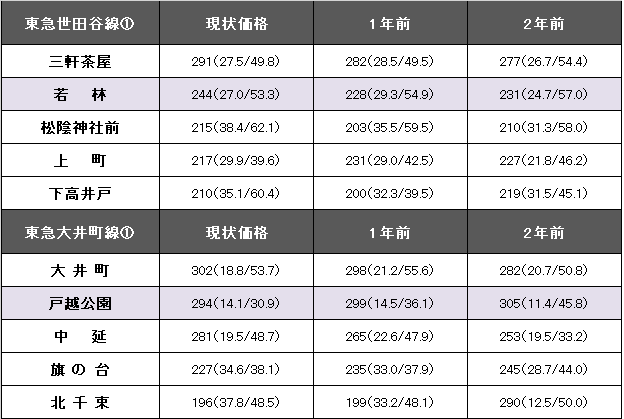 東急世田谷線① 現状価格 1年前 2年前
三軒茶屋 291(27.5/49.8) 282(28.5/49.5) 277(26.7/54.4)
若 林 244(27.0/53.3) 228(29.3/54.9) 231(24.7/57.0)
松陰神社前 215(38.4/62.1) 203(35.5/59.5) 210(31.3/58.0)
上 町 217(29.9/39.6) 231(29.0/42.5) 227(21.8/46.2)
下高井戸 210(35.1/60.4) 200(32.3/39.5) 219(31.5/45.1)
東急大井町線① 現状価格 1年前 2年前
大 井 町 302(18.8/53.7) 298(21.2/55.6) 282(20.7/50.8)
戸越公園 294(14.1/30.9) 299(14.5/36.1) 305(11.4/45.8)
中 延 281(19.5/48.7) 265(22.6/47.9) 253(19.5/33.2)
旗 の 台 227(34.6/38.1) 235(33.0/37.9) 245(28.7/44.0)
北 千 束 196(37.8/48.5) 199(33.2/48.1) 290(12.5/50.0)